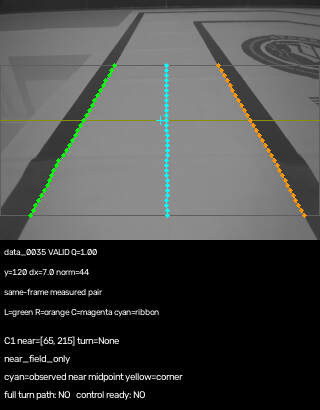 data_0035 VALID Q=1.00
y=120 dx=7.0 norm=44
same-frame measured pair
L=green R=orange C=magenta cyan=ribbon
C1 near=[65, 215] turn=None
near_field_only
cyan=observed near midpoint yellow=corner
full turn path: NO control ready: NO